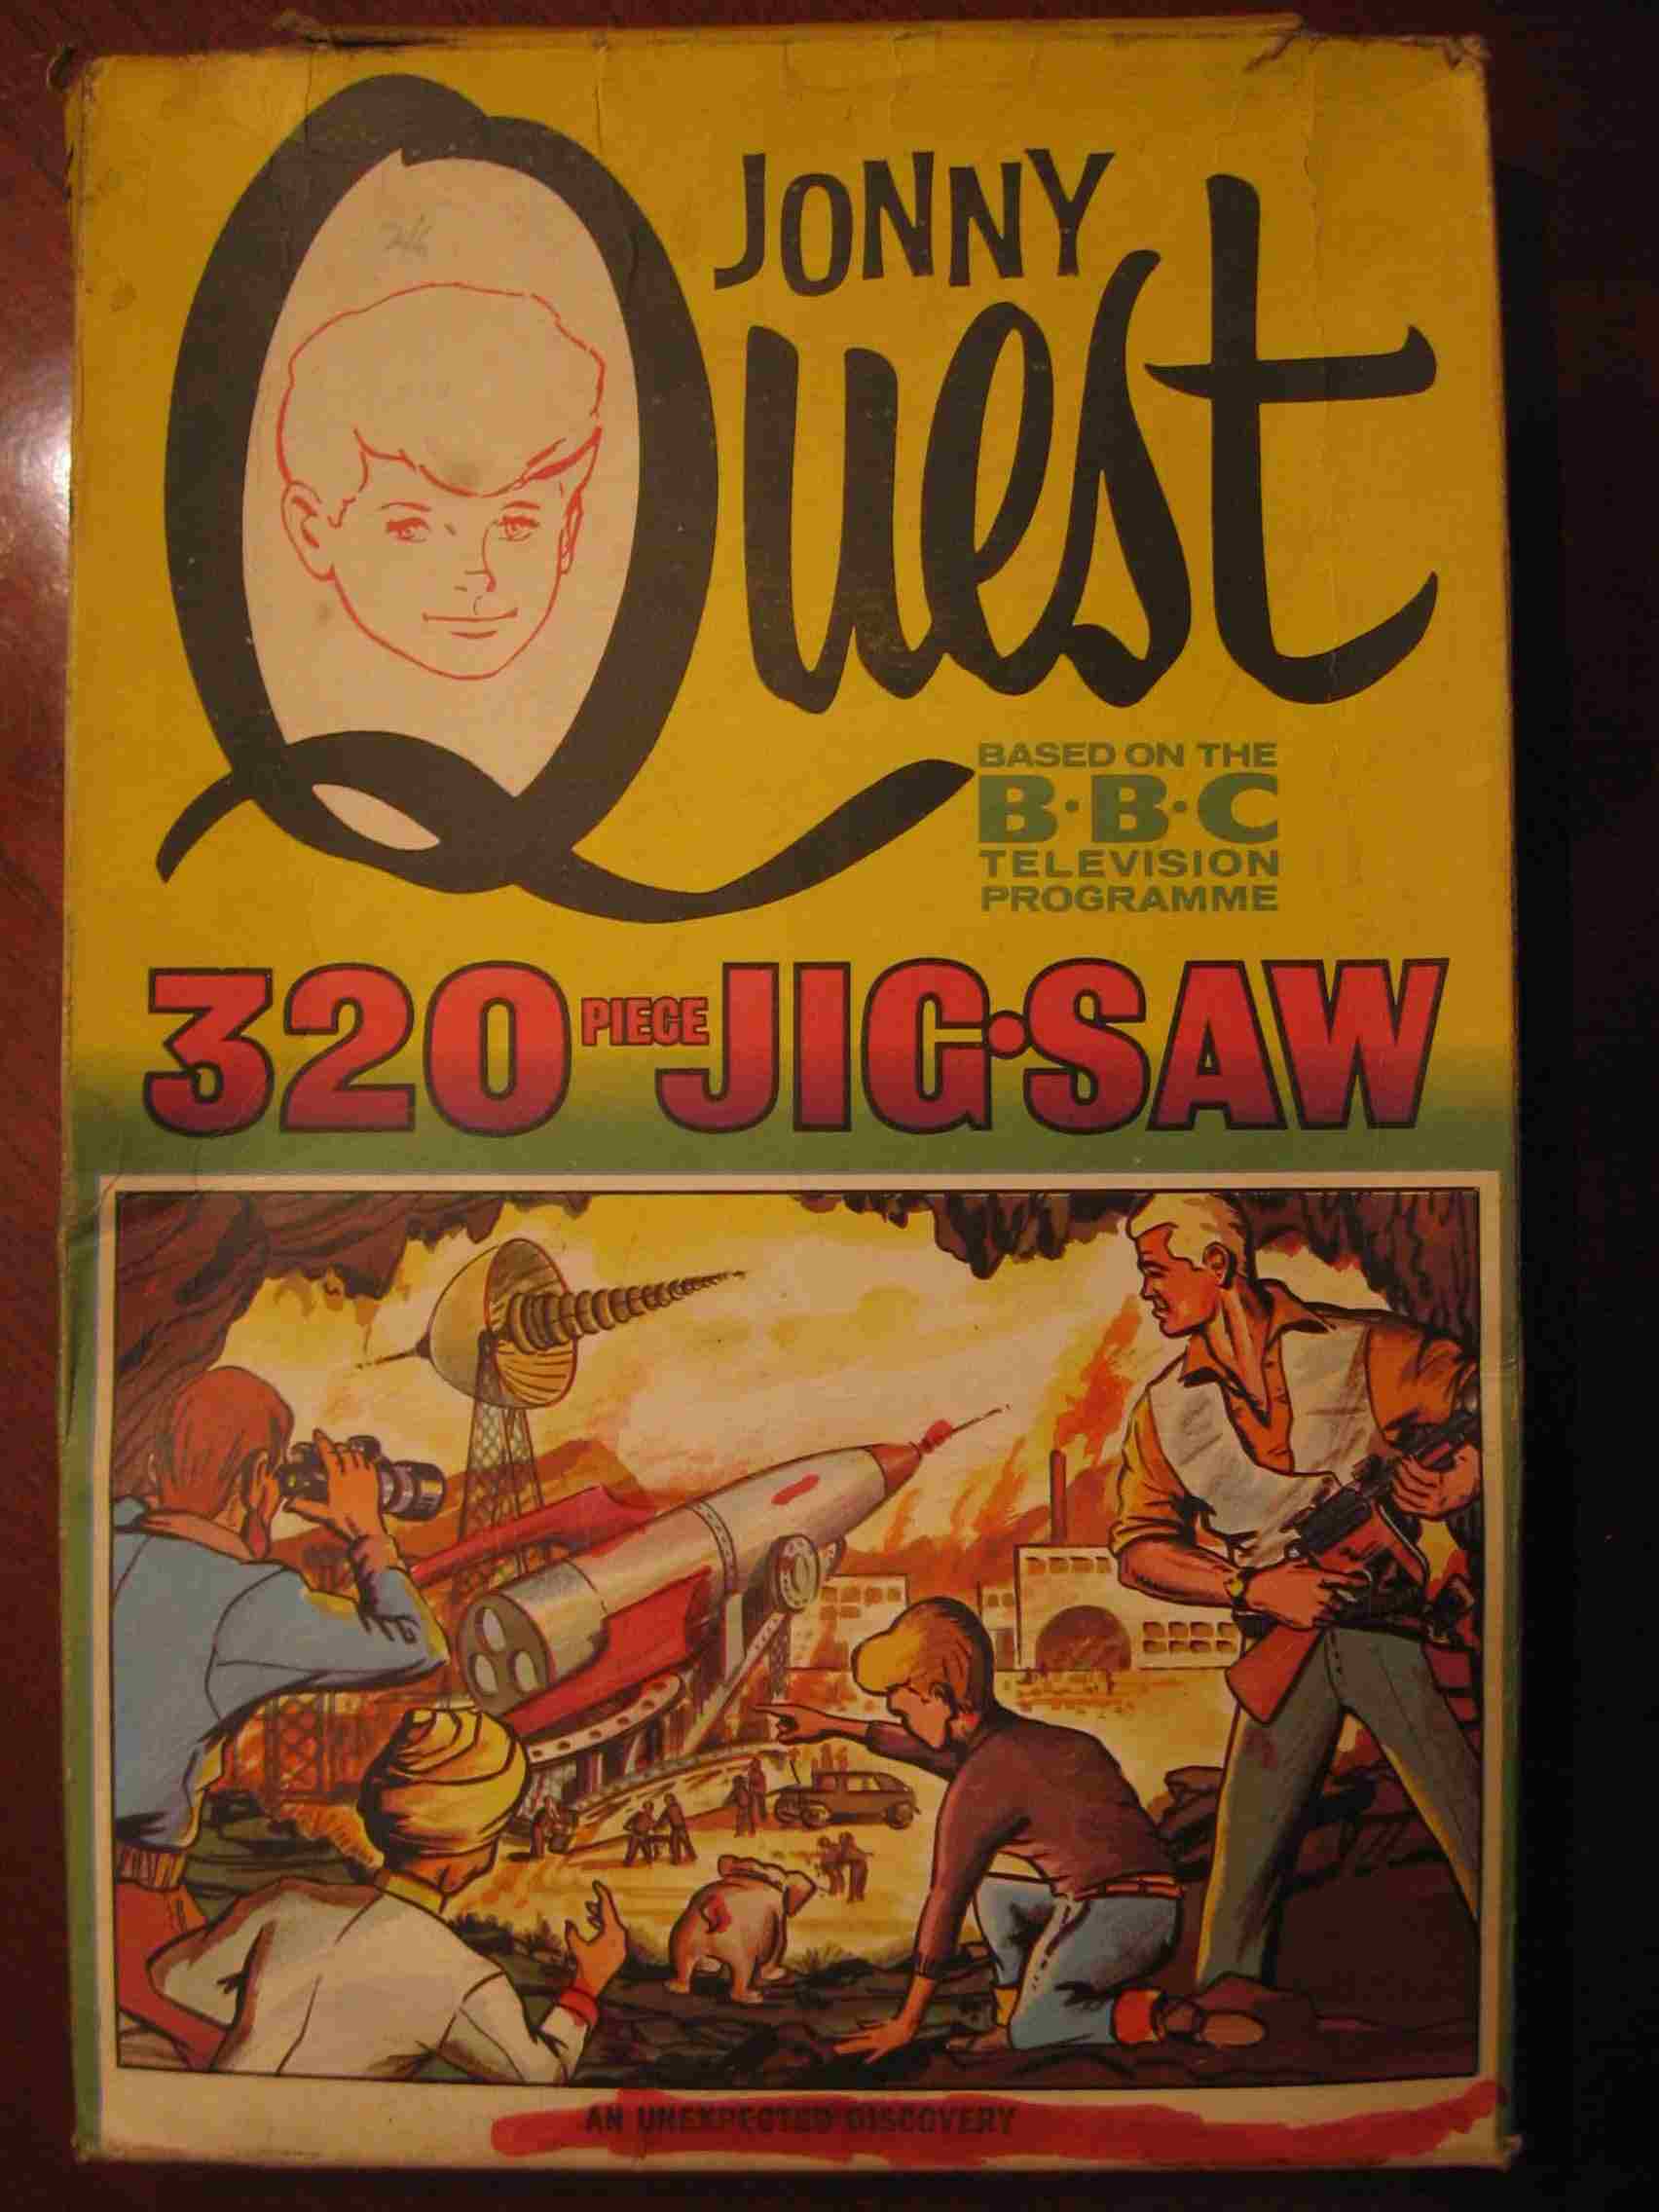 JONNY
Quest
BASED ON THE
B·B·C
TELEVISION
PROGRAMME
320 PIECE JIG·SAW
AN UNEXPECTED DISCOVERY